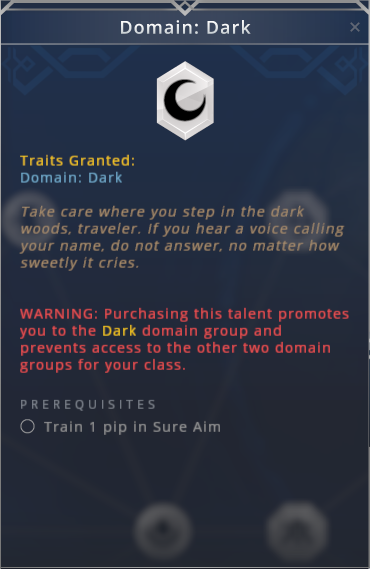 Domain: Dark
Traits Granted:
Domain: Dark
Take care where you step in the dark
woods, traveler. If you hear a voice calling
your name, do not answer, no matter how
sweetly it cries.
WARNING: Purchasing this talent promotes
you to the Dark domain group and
prevents access to the other two domain
groups for your class.
PREREQUISITES
Train 1 pip in Sure Aim